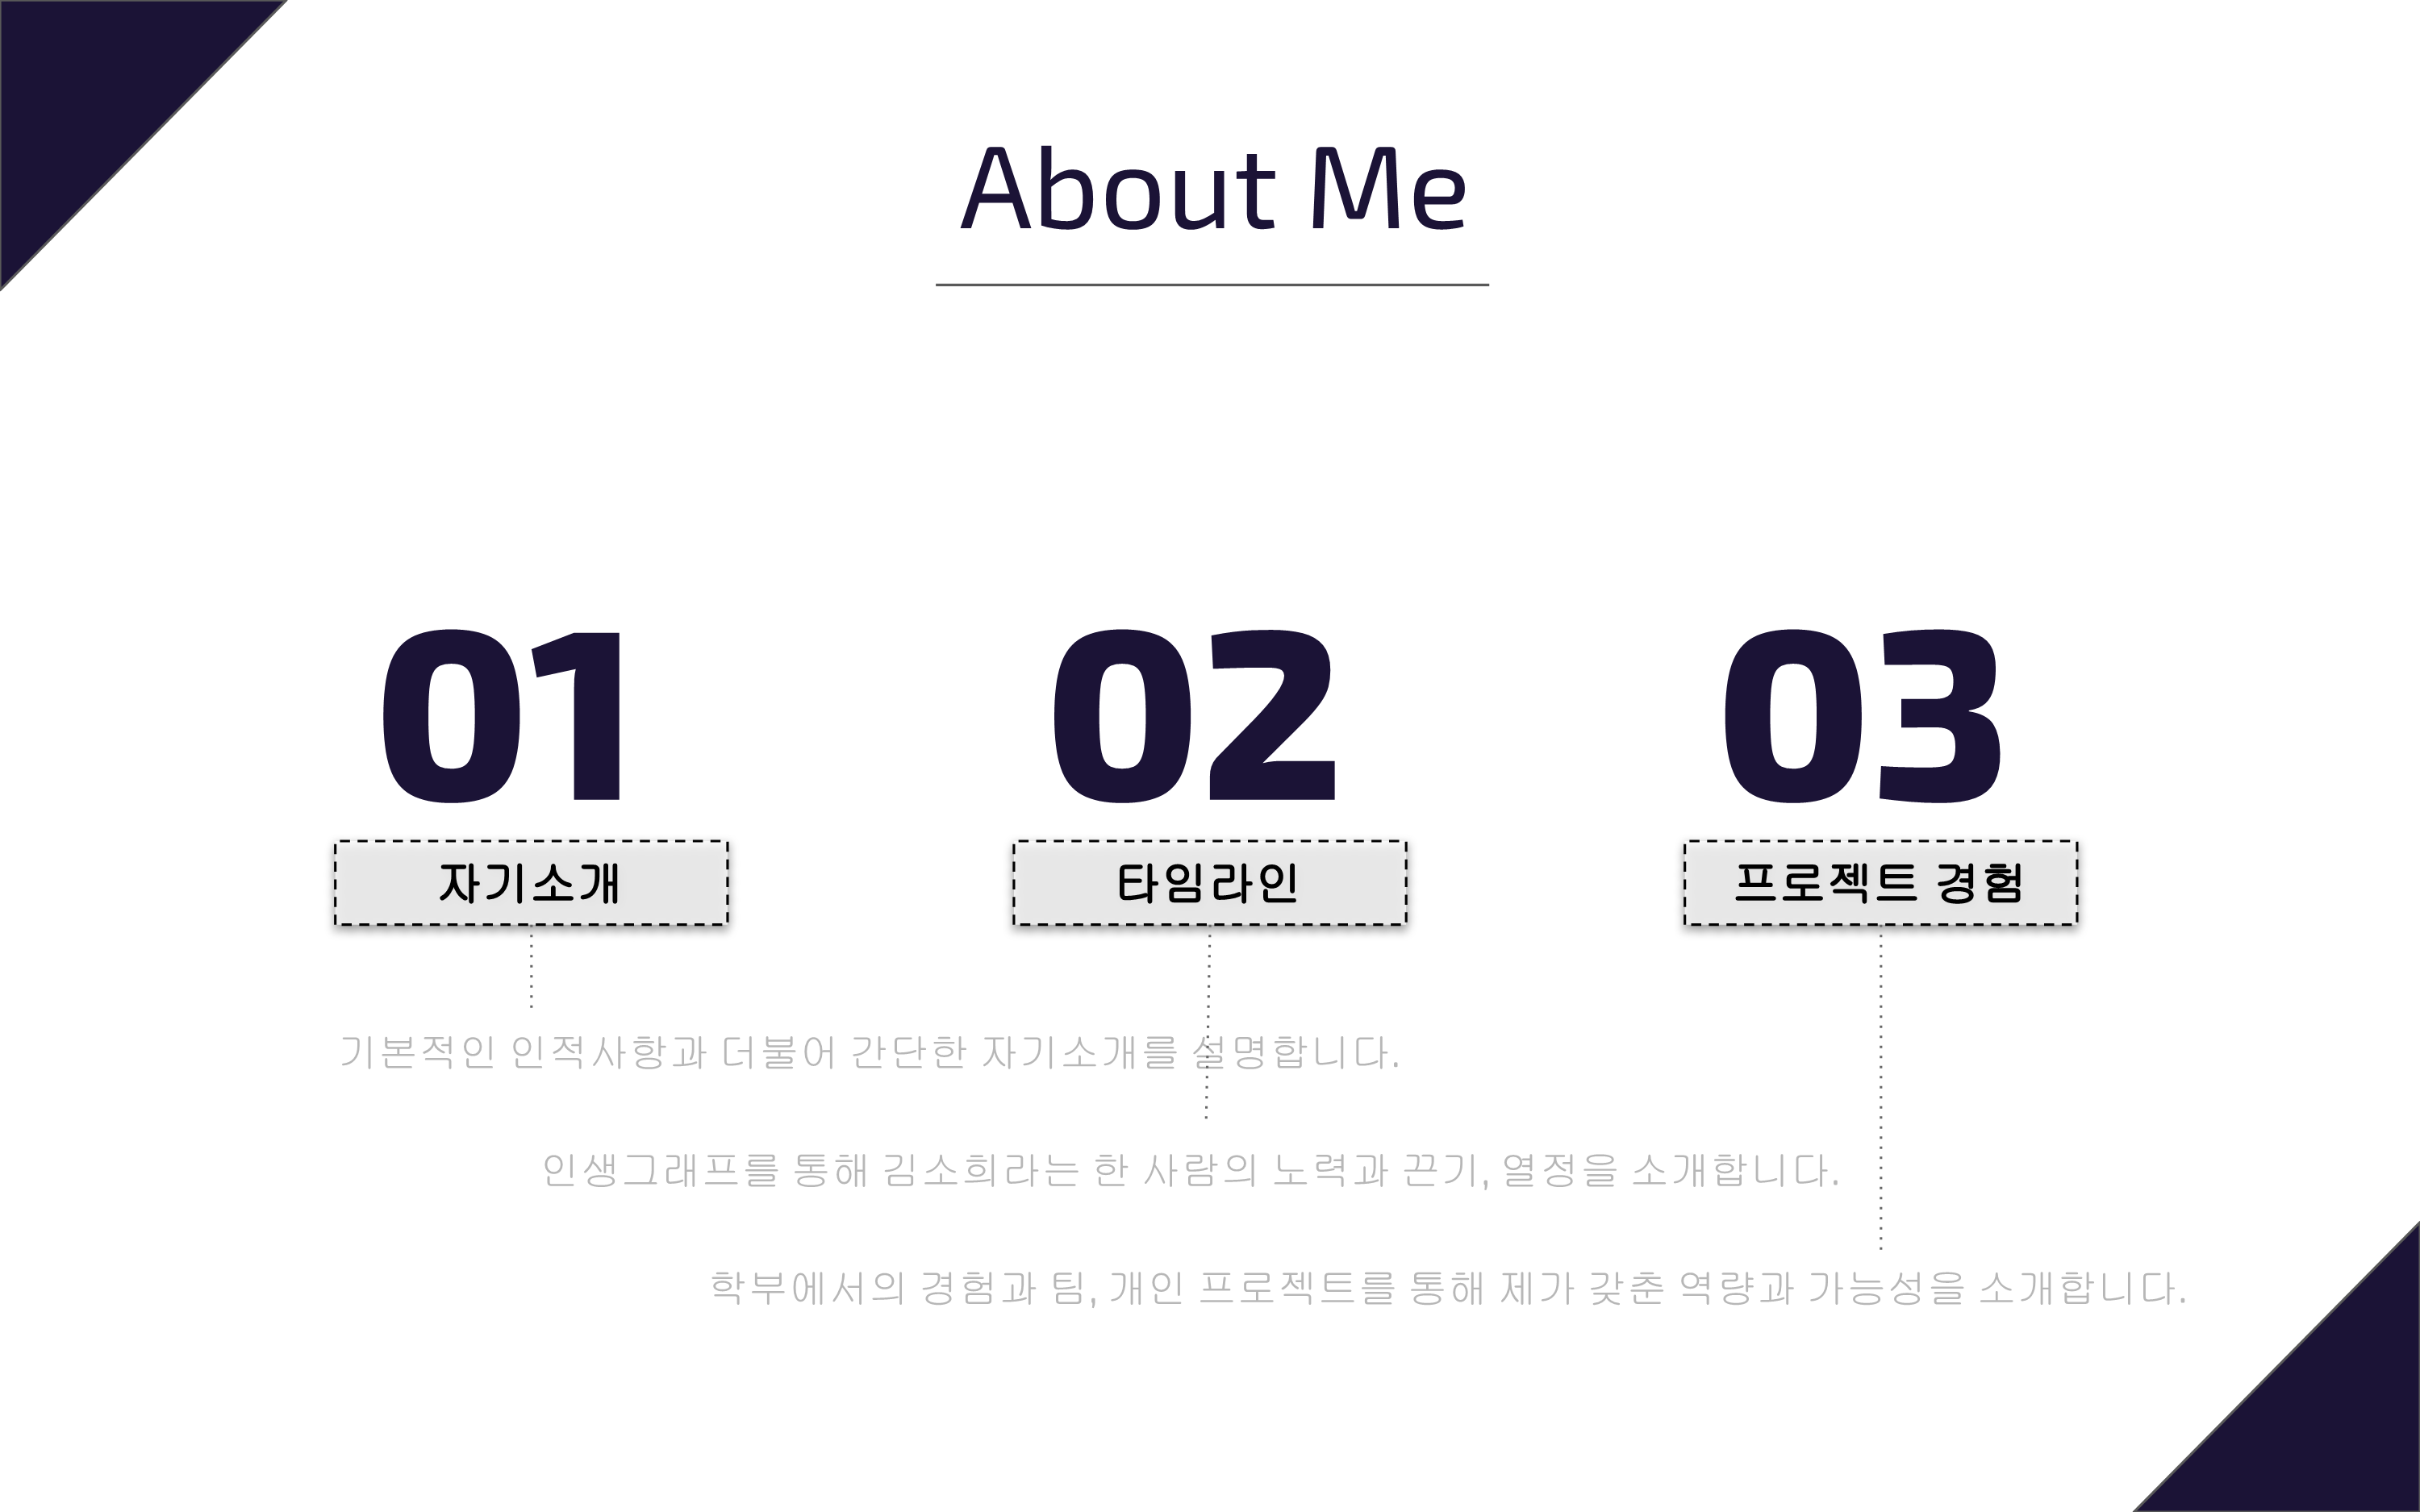 About Me
01
02
03
자기소개
타임라인
프로젝트 경험
기본적인 인적사항과 더불어 간단한 자기소개를 설명합니다.
인생그래프를 통해 김소희라는 한 사람의 노력과 끈기, 열정을 소개합니다.
학부에서의 경험과 팀, 개인 프로젝트를 통해 제가 갖춘 역량과 가능성을 소개합니다.